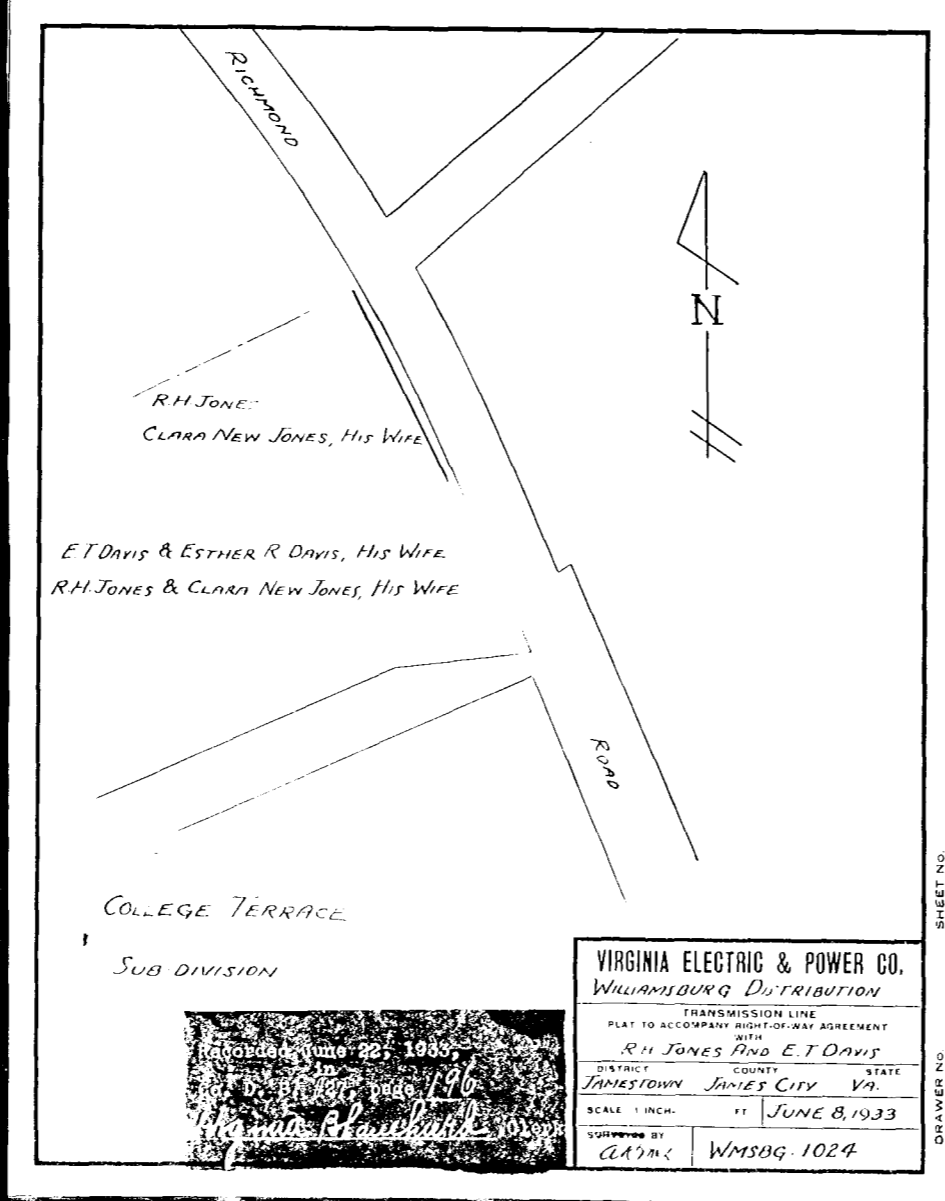 RICHMOND
N
R.H. JONES
CLARA NEW JONES, HIS WIFE
E.T DAVIS & ESTHER R DAVIS, HIS WIFE
R.H. JONES & CLARA NEW JONES, HIS WIFE
ROAD
COLLEGE TERRACE
SUB DIVISION
Recorded June 22, 1933,
in
D. B. page 196
Clerk
VIRGINIA ELECTRIC & POWER CO.
WILLIAMSBURG DISTRIBUTION
TRANSMISSION LINE
PLAT TO ACCOMPANY RIGHT-OF-WAY AGREEMENT
WITH
R H JONES AND E. T DAVIS
DISTRICT COUNTY STATE
JAMESTOWN JAMES CITY VA.
SCALE 1 INCH- FT JUNE 8, 1933
SURVEYED BY
WMSBG. 1024
SHEET NO.
DRAWER NO.